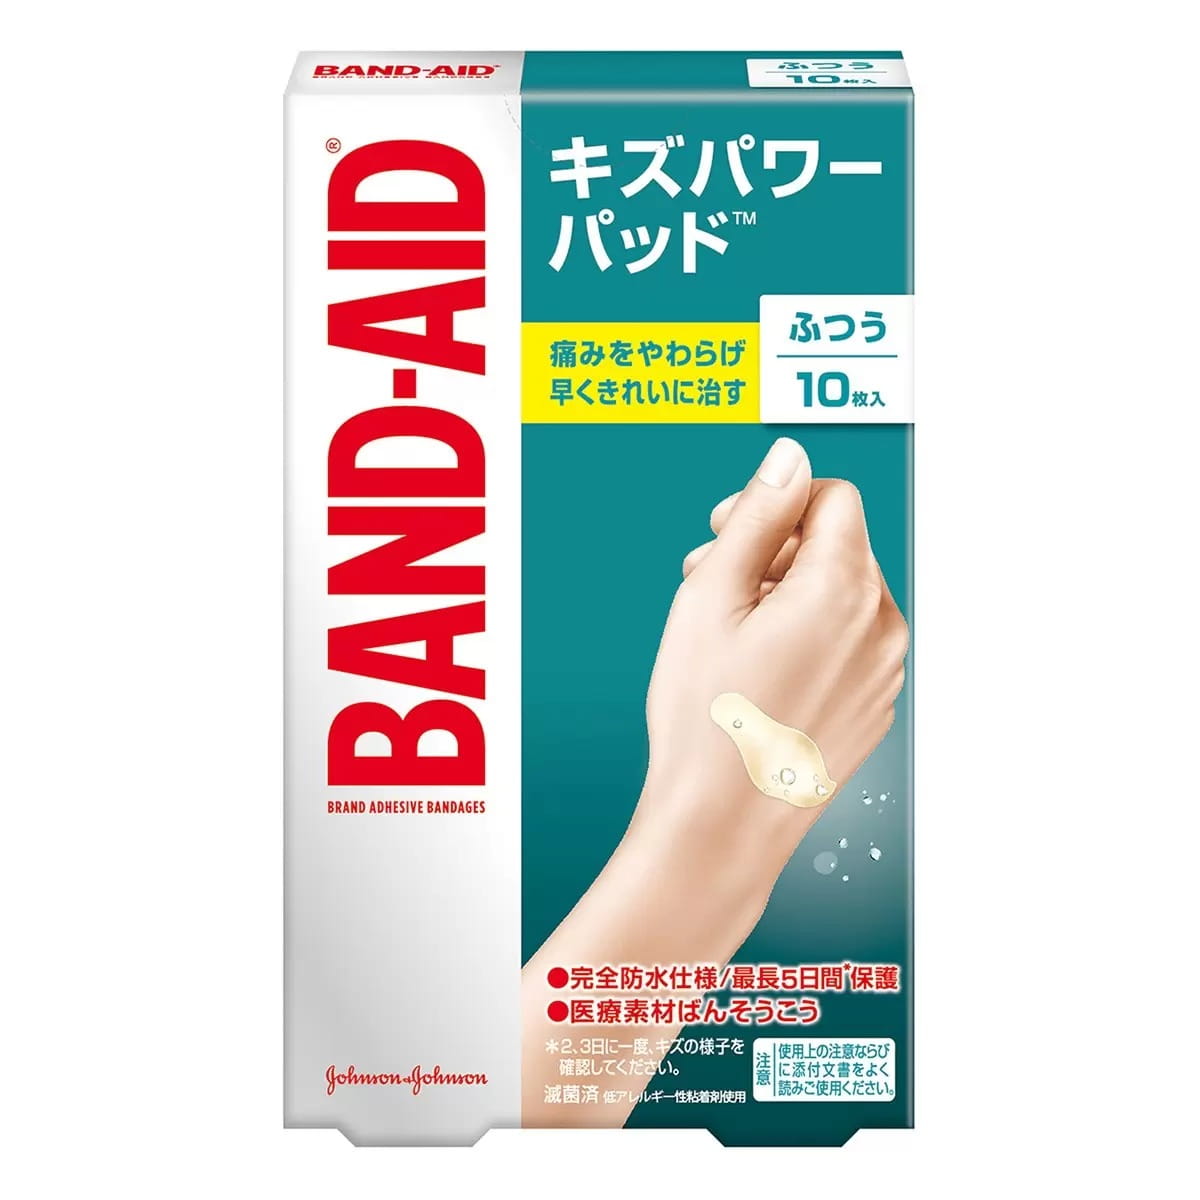 BAND-AID®
BRAND ADHESIVE BANDAGES
ふつう
10枚入
BAND-AID®
BRAND ADHESIVE BANDAGES
Johnson & Johnson
キズパワー
パッド™
痛みをやわらげ
早くきれいに治す
ふつう
10枚入
●完全防水仕様/最長5日間*保護
●医療素材ばんそうこう
*2、3日に一度、キズの様子を
確認してください。
滅菌済 低アレルギー性粘着剤使用
注意
使用上の注意ならび
に添付文書をよく
読みご使用ください。